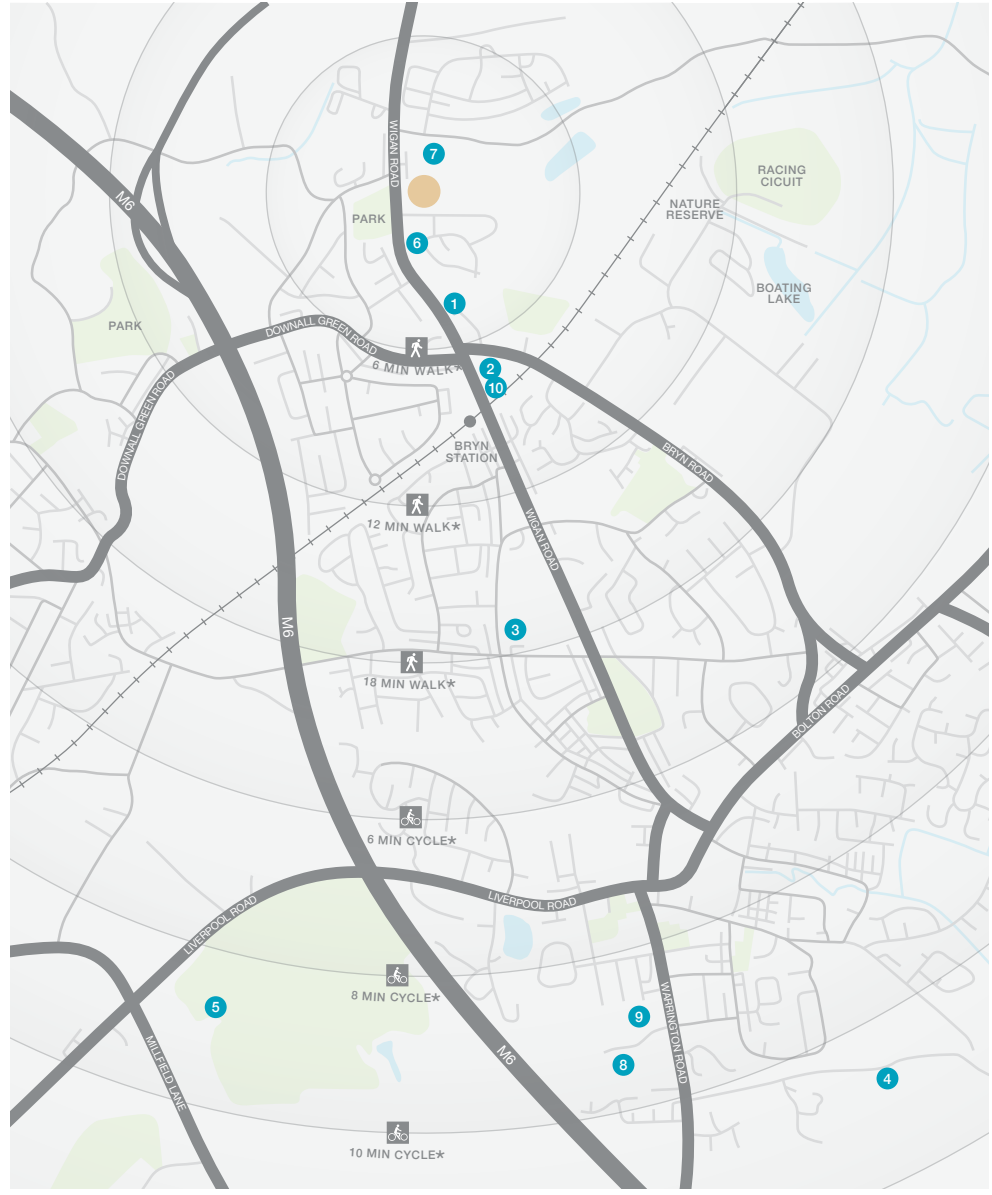 WIGAN ROAD
7
RACING
CICUIT
M6
NATURE
RESERVE
PARK
6
BOATING
LAKE
1
PARK
DOWNALL GREEN ROAD
6 MIN WALK*
2
10
DOWNALL GREEN ROAD
BRYN
STATION
BRYN ROAD
12 MIN WALK*
WIGAN ROAD
M6
3
18 MIN WALK*
BOLTON ROAD
6 MIN CYCLE*
LIVERPOOL ROAD
LIVERPOOL ROAD
8 MIN CYCLE*
5
9
WARRINGTON ROAD
MILLFIELD LANE
M6
8
4
10 MIN CYCLE*